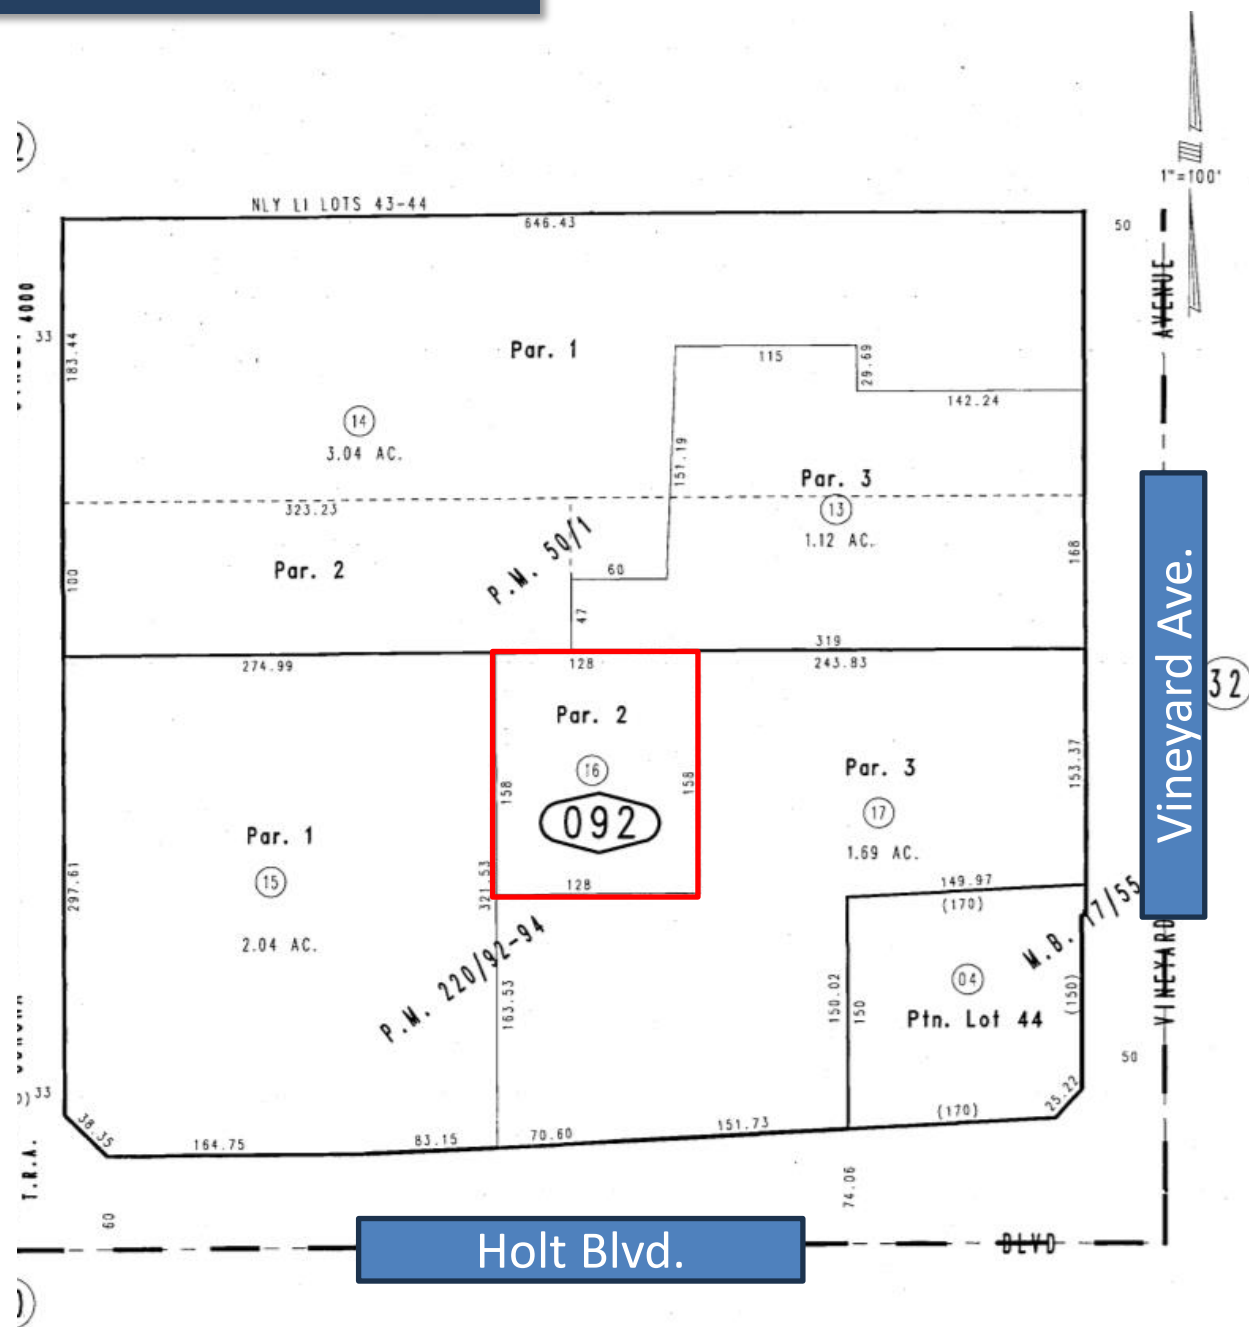 1"=100'
NLY LI LOTS 43-44
646.43
50
AVENUE
4000
33
183.44
Par. 1
115
29.69
142.24
14
3.04 AC.
151.19
Par. 3
13
1.12 AC.
323.23
P.M. 50/1
100
Par. 2
60
47
168
319
274.99
128
243.83
Vineyard Ave.
32
Par. 2
16
158
158
092
128
Par. 3
17
1.69 AC.
153.37
Par. 1
15
2.04 AC.
297.61
321.53
149.97
(170)
M.B. 17/55
P.M. 220/92-94
163.53
150.02
150
04
Ptn. Lot 44
(150)
VINEYARD
50
33
38.35
164.75
83.15
70.60
151.73
(170)
25.22
T.R.A.
60
74.06
Holt Blvd.
BLVD